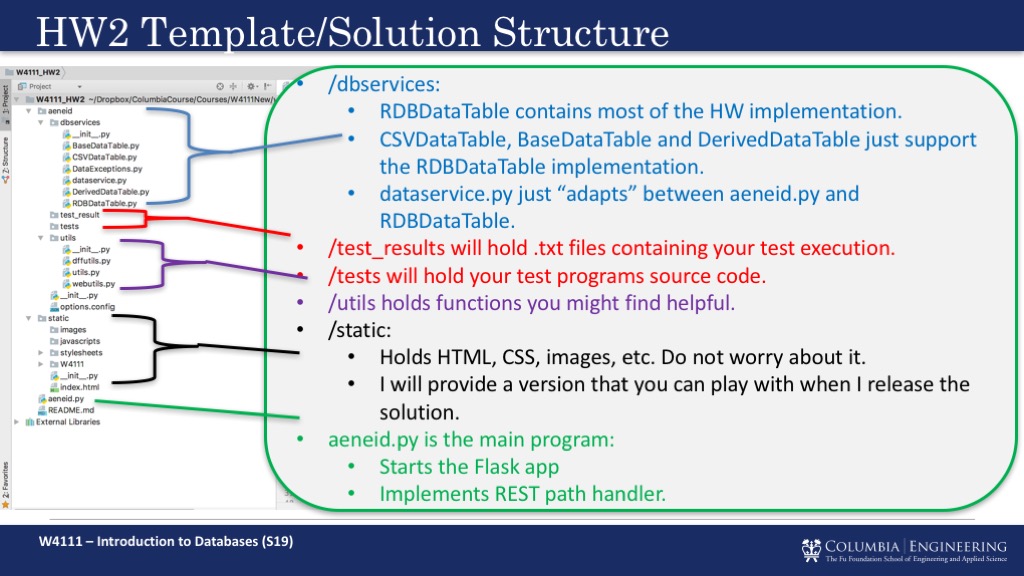 HW2 Template/Solution Structure
W4111_HW2
Project
W4111_HW2 ~/Dropbox/ColumbiaCourse/Courses/W4111New/
aeneid
dbservices
__init__.py
BaseDataTable.py
CSVDataTable.py
DataExceptions.py
dataservice.py
DerivedDataTable.py
RDBDataTable.py
test_result
tests
utils
__init__.py
dffutils.py
utils.py
webutils.py
__init__.py
options.config
static
images
javascripts
stylesheets
W4111
__init__.py
index.html
aeneid.py
README.md
External Libraries
1: Project
7: Structure
2: Favorites
• /dbservices:
• RDBDataTable contains most of the HW implementation.
• CSVDataTable, BaseDataTable and DerivedDataTable just support
the RDBDataTable implementation.
• dataservice.py just “adapts” between aeneid.py and
RDBDataTable.
• /test_results will hold .txt files containing your test execution.
• /tests will hold your test programs source code.
• /utils holds functions you might find helpful.
• /static:
• Holds HTML, CSS, images, etc. Do not worry about it.
• I will provide a version that you can play with when I release the
solution.
• aeneid.py is the main program:
• Starts the Flask app
• Implements REST path handler.
W4111 – Introduction to Databases (S19)
COLUMBIA | ENGINEERING
The Fu Foundation School of Engineering and Applied Science